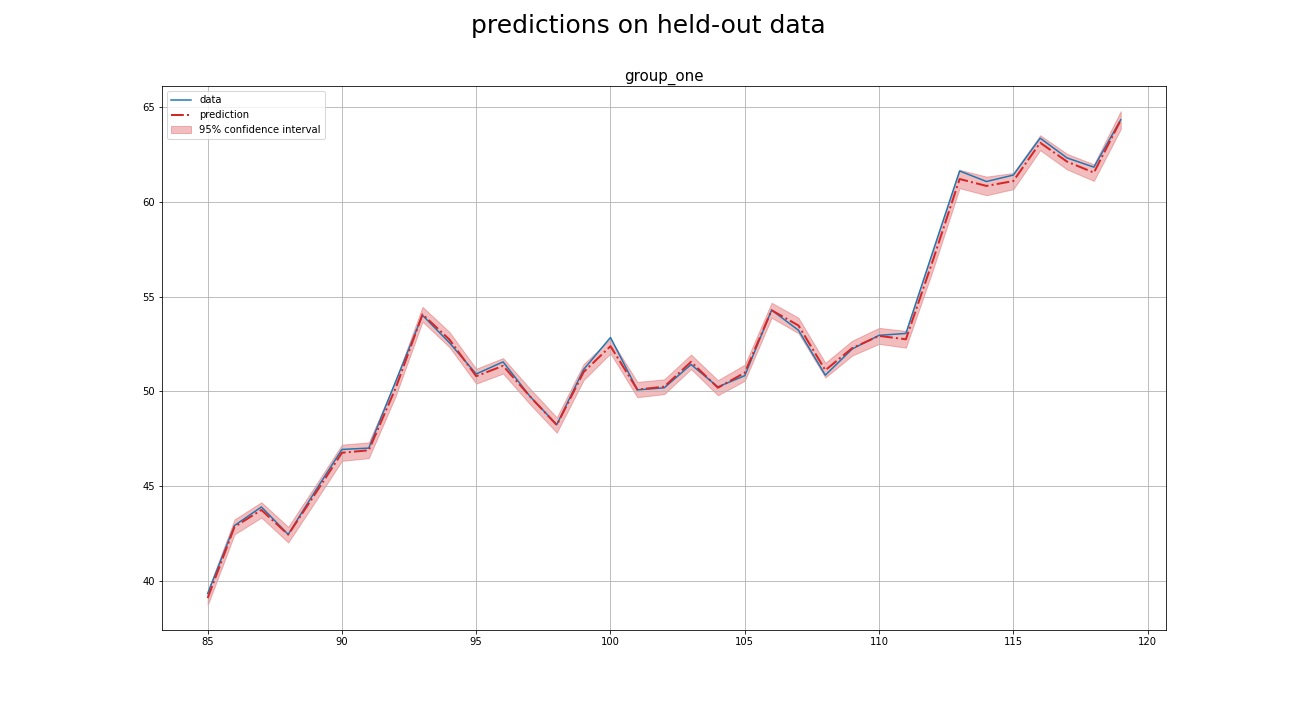 predictions on held-out data
group_one
data
prediction
95% confidence interval
65
60
55
50
45
40
85 90 95 100 105 110 115 120